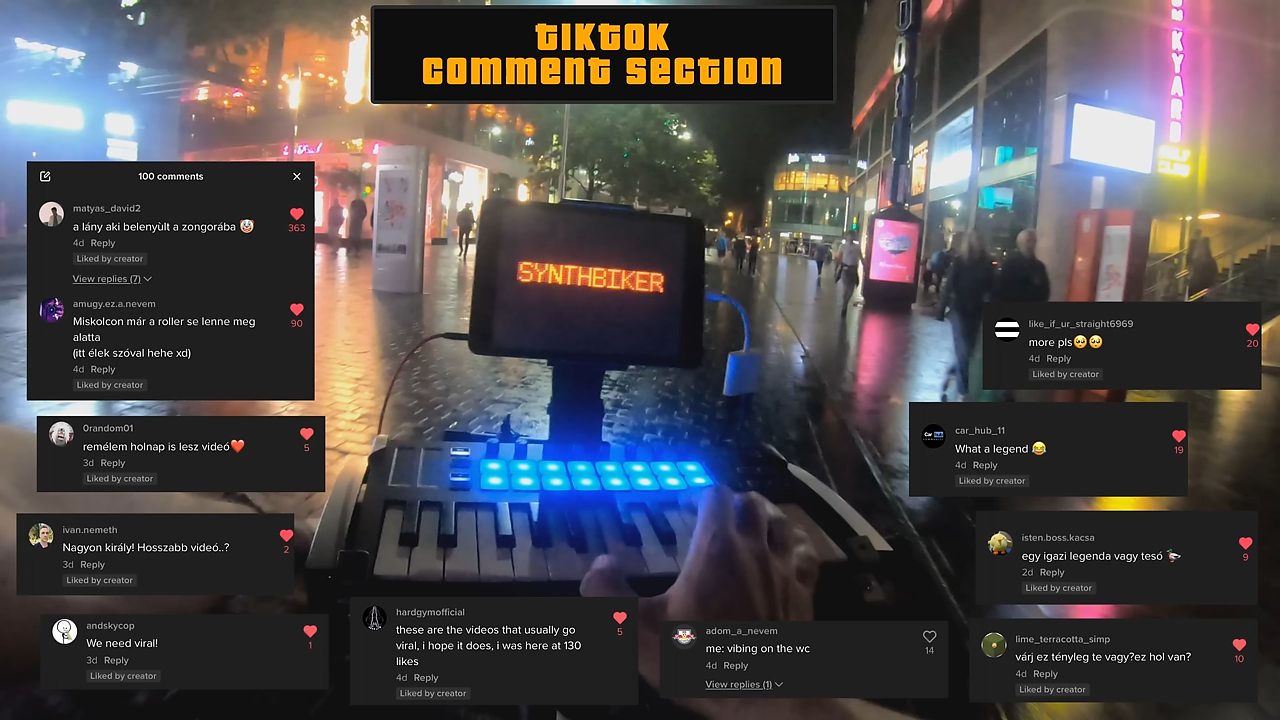 TIKTOK
COMMENT SECTION
100 comments
matyas_david2
a lány aki belenyùlt a zongorába 🤡
363
4d Reply
Liked by creator
View replies (7)
amugy.ez.a.nevem
Miskolcon már a roller se lenne meg
alatta
(itt élek szóval hehe xd)
90
4d Reply
Liked by creator
0random01
remélem holnap is lesz videó❤️
5
3d Reply
Liked by creator
ivan.nemeth
Nagyon király! Hosszabb videó..?
2
3d Reply
Liked by creator
andskycop
We need viral!
1
3d Reply
Liked by creator
SYNTHBIKER
hardgymofficial
these are the videos that usually go
viral, i hope it does, i was here at 130
likes
5
4d Reply
Liked by creator
adom_a_nevem
me: vibing on the wc
14
4d Reply
View replies (1)
like_if_ur_straight6969
more pls🥺🥺
20
4d Reply
Liked by creator
car_hub_11
What a legend 😂
19
4d Reply
Liked by creator
isten.boss.kacsa
egy igazi legenda vagy tesó 🦆
9
2d Reply
Liked by creator
lime_terracotta_simp
várj ez tényleg te vagy?ez hol van?
10
4d Reply
Liked by creator